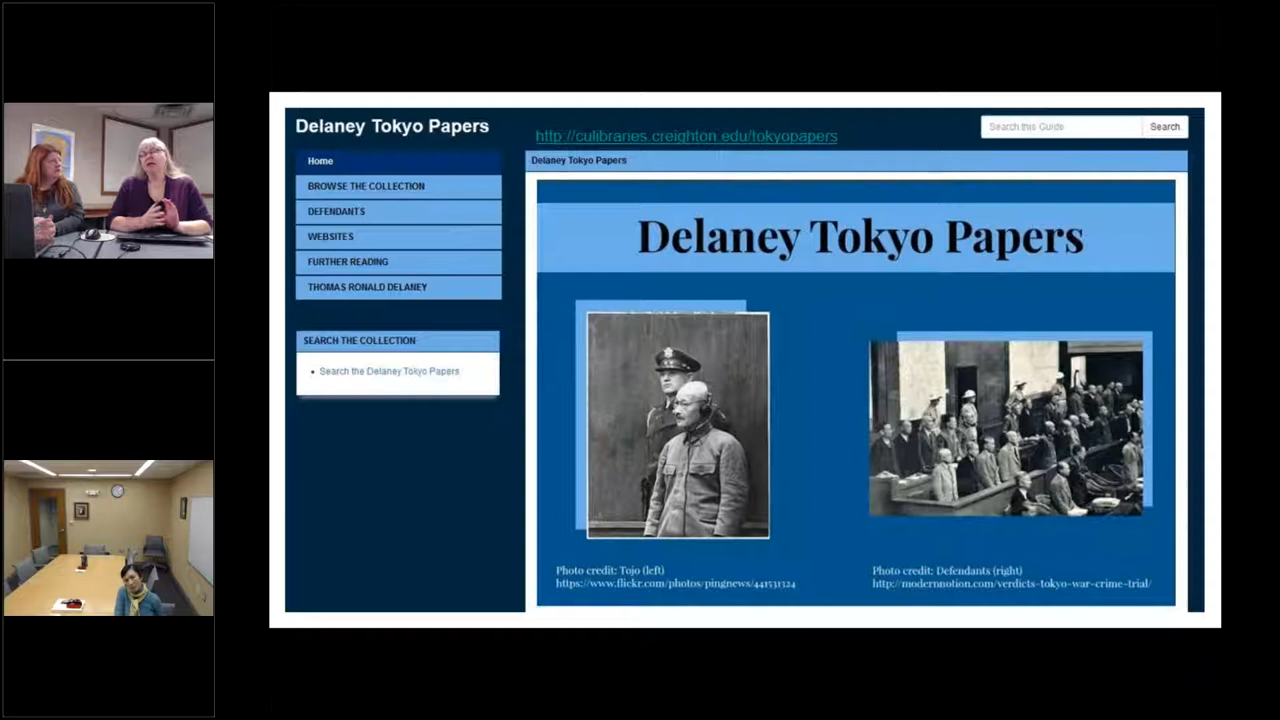 Delaney Tokyo Papers
http://culibraries.creighton.edu/tokyopapers
Search this Guide
Search
Home
BROWSE THE COLLECTION
DEFENDANTS
WEBSITES
FURTHER READING
THOMAS RONALD DELANEY
SEARCH THE COLLECTION
Search the Delaney Tokyo Papers
Delaney Tokyo Papers
Delaney Tokyo Papers
Photo credit: Tojo (left)
https://www.flickr.com/photos/pingnews/441531324
Photo credit: Defendants (right)
http://modernnotion.com/verdicts-tokyo-war-crime-trial/